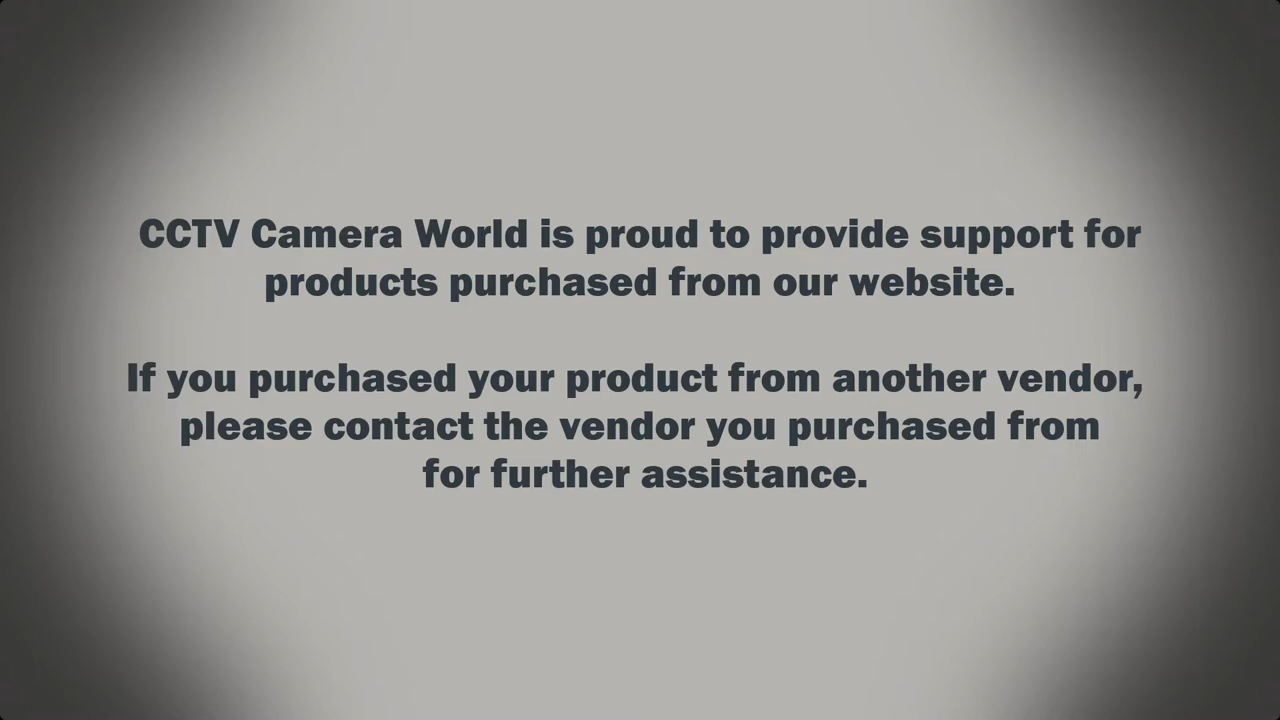 CCTV Camera World is proud to provide support for
products purchased from our website.
If you purchased your product from another vendor,
please contact the vendor you purchased from
for further assistance.